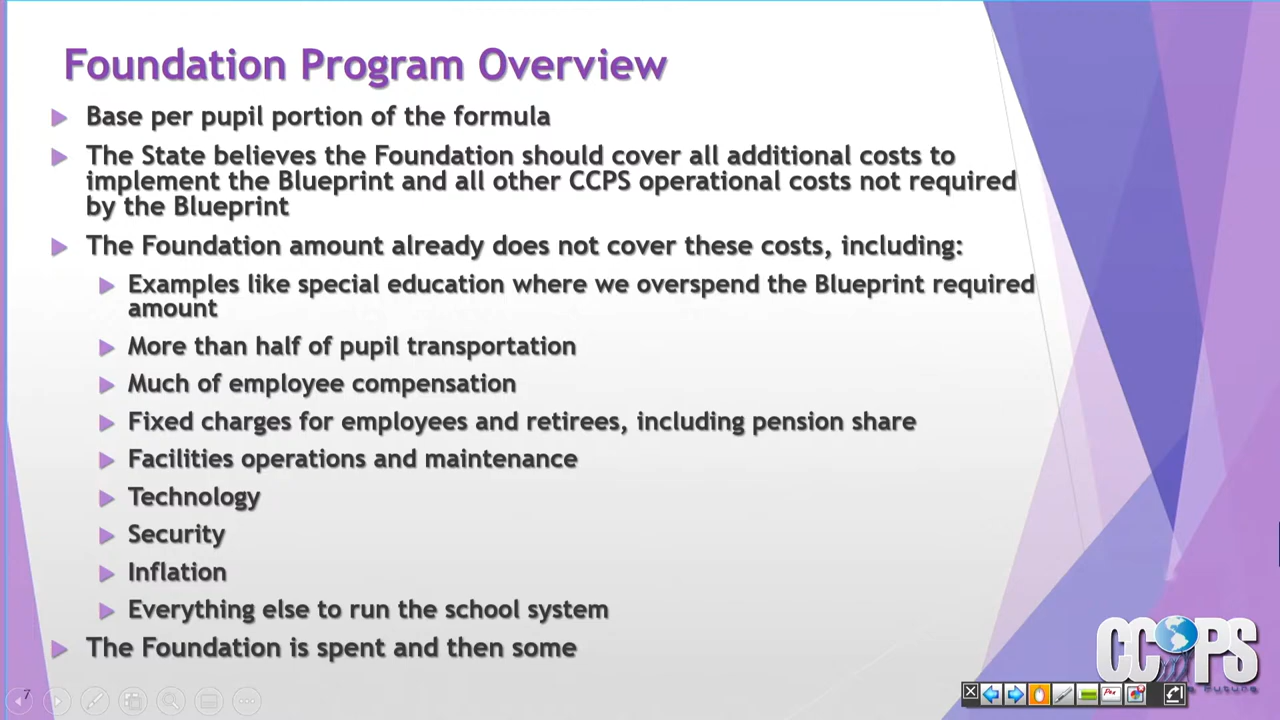 Foundation Program Overview
Base per pupil portion of the formula
The State believes the Foundation should cover all additional costs to
implement the Blueprint and all other CCPS operational costs not required
by the Blueprint
The Foundation amount already does not cover these costs, including:
Examples like special education where we overspend the Blueprint required
amount
More than half of pupil transportation
Much of employee compensation
Fixed charges for employees and retirees, including pension share
Facilities operations and maintenance
Technology
Security
Inflation
Everything else to run the school system
The Foundation is spent and then some
CCPS
Future
7